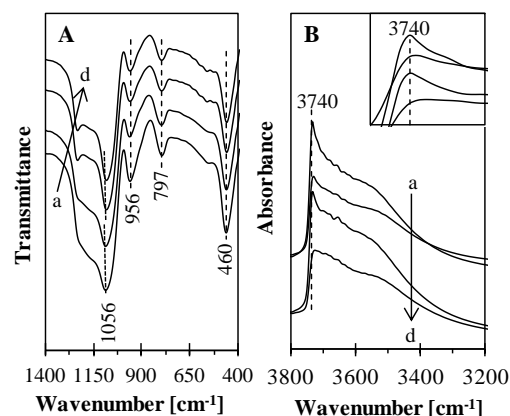 A
d
a
1056
956
797
460
1400 1150 900 650 400
Wavenumber [cm-1]
Transmittance
B
3740
3740
a
d
3800 3600 3400 3200
Wavenumber [cm-1]
Absorbance